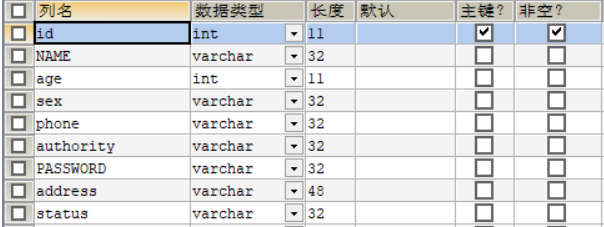 列名 数据类型 长度 默认 主键? 非空?
id int 11
NAME varchar 32
age int 11
sex varchar 32
phone varchar 32
authority varchar 32
PASSWORD varchar 32
address varchar 48
status varchar 32